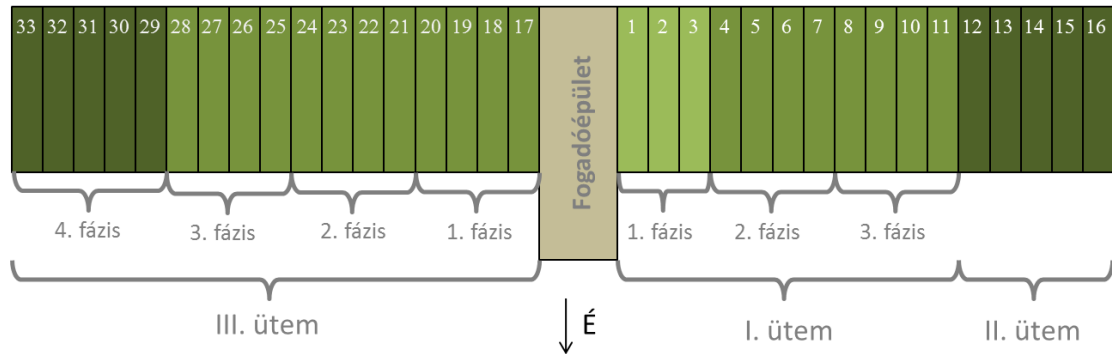 33 32 31 30 29 28 27 26 25 24 23 22 21 20 19 18 17 1 2 3 4 5 6 7 8 9 10 11 12 13 14 15 16
Fogadóépület
4. fázis 3. fázis 2. fázis 1. fázis 1. fázis 2. fázis 3. fázis
III. ütem É I. ütem II. ütem